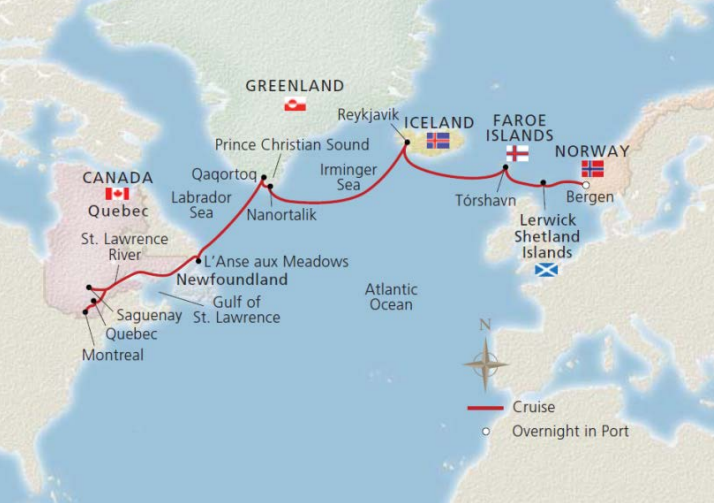 GREENLAND
Reykjavik
ICELAND
FAROE
ISLANDS
NORWAY
Prince Christian Sound
Irminger
Sea
Qaqortoq
Nanortalik
Labrador
Sea
Tórshavn
Bergen
Lerwick
Shetland
Islands
CANADA
Quebec
St. Lawrence
River
L'Anse aux Meadows
Newfoundland
Gulf of
St. Lawrence
Atlantic
Ocean
Saguenay
Quebec
Montreal
N
Cruise
Overnight in Port